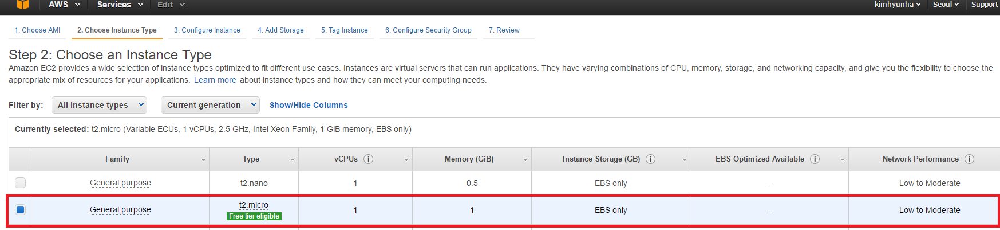 AWS Services Edit kimhyunha Seoul Support
1. Choose AMI 2. Choose Instance Type 3. Configure Instance 4. Add Storage 5. Tag Instance 6. Configure Security Group 7. Review
Step 2: Choose an Instance Type
Amazon EC2 provides a wide selection of instance types optimized to fit different use cases. Instances are virtual servers that can run applications. They have varying combinations of CPU, memory, storage, and networking capacity, and give you the flexibility to choose the
appropriate mix of resources for your applications. Learn more about instance types and how they can meet your computing needs.
Filter by: All instance types Current generation Show/Hide Columns
Currently selected: t2.micro (Variable ECUs, 1 vCPUs, 2.5 GHz, Intel Xeon Family, 1 GiB memory, EBS only)
Family Type vCPUs i Memory (GiB) Instance Storage (GB) i EBS-Optimized Available i Network Performance i
General purpose t2.nano 1 0.5 EBS only - Low to Moderate
General purpose t2.micro 1 1 EBS only - Low to Moderate
Free tier eligible